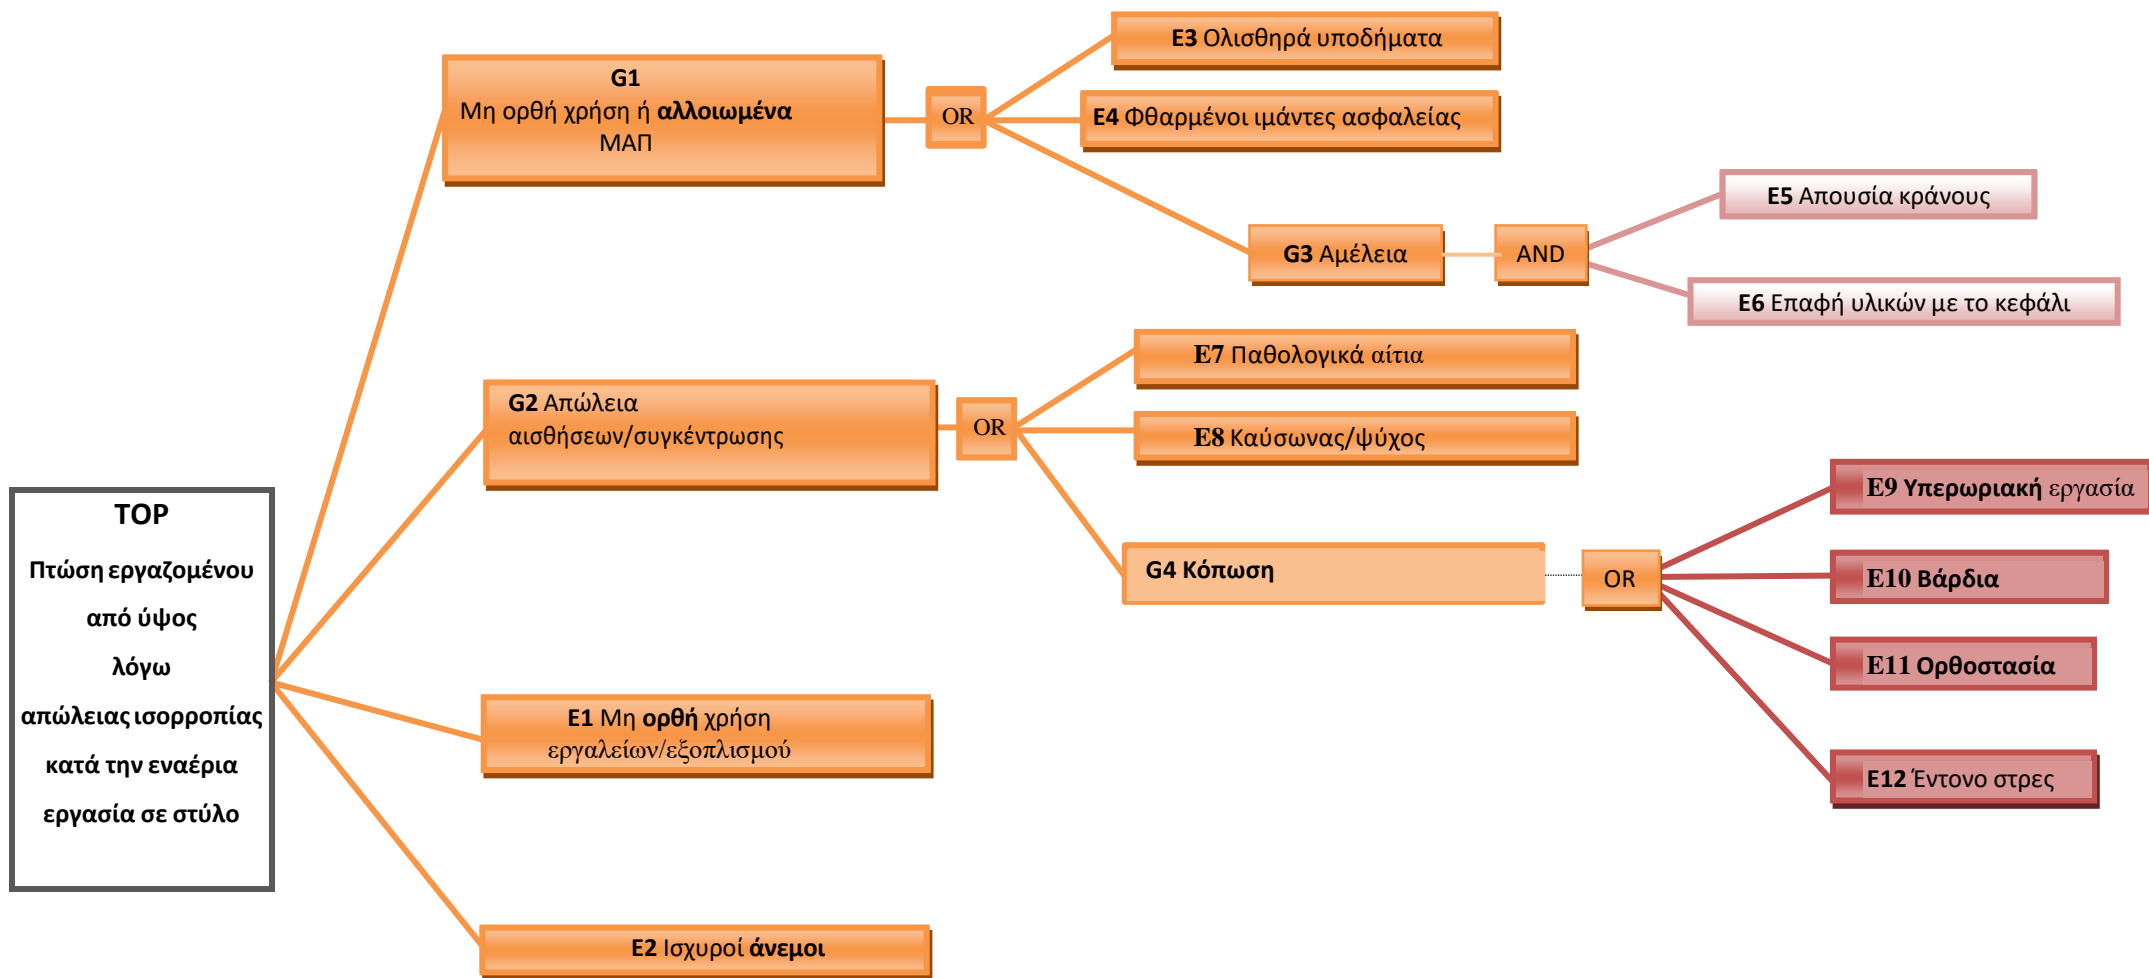 TOP
Πτώση εργαζομένου
από ύψος
λόγω
απώλειας ισορροπίας
κατά την εναέρια
εργασία σε στύλο
G1
Μη ορθή χρήση ή αλλοιωμένα
ΜΑΠ
OR
E3 Ολισθηρά υποδήματα
E4 Φθαρμένοι ιμάντες ασφαλείας
G3 Αμέλεια
AND
E5 Απουσία κράνους
E6 Επαφή υλικών με το κεφάλι
G2 Απώλεια
αισθήσεων/συγκέντρωσης
OR
E7 Παθολογικά αίτια
E8 Καύσωνας/ψύχος
G4 Κόπωση
OR
E9 Υπερωριακή εργασία
E10 Βάρδια
E11 Ορθοστασία
E12 Έντονο στρες
E1 Μη ορθή χρήση
εργαλείων/εξοπλισμού
E2 Ισχυροί άνεμοι